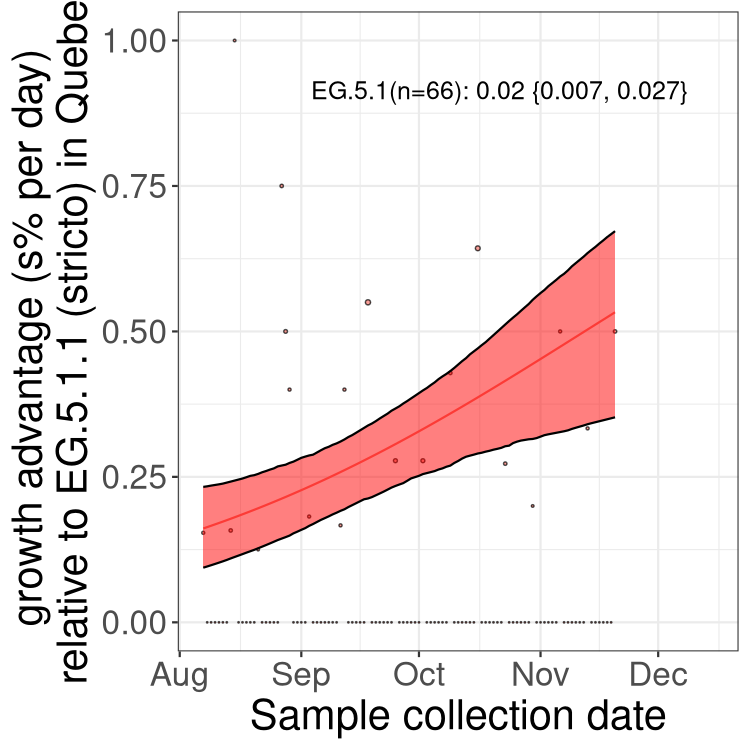 growth advantage (s% per day)
relative to EG.5.1.1 (stricto) in Quebe
1.00
0.75
0.50
0.25
0.00
EG.5.1(n=66): 0.02 {0.007, 0.027}
Aug Sep Oct Nov Dec
Sample collection date